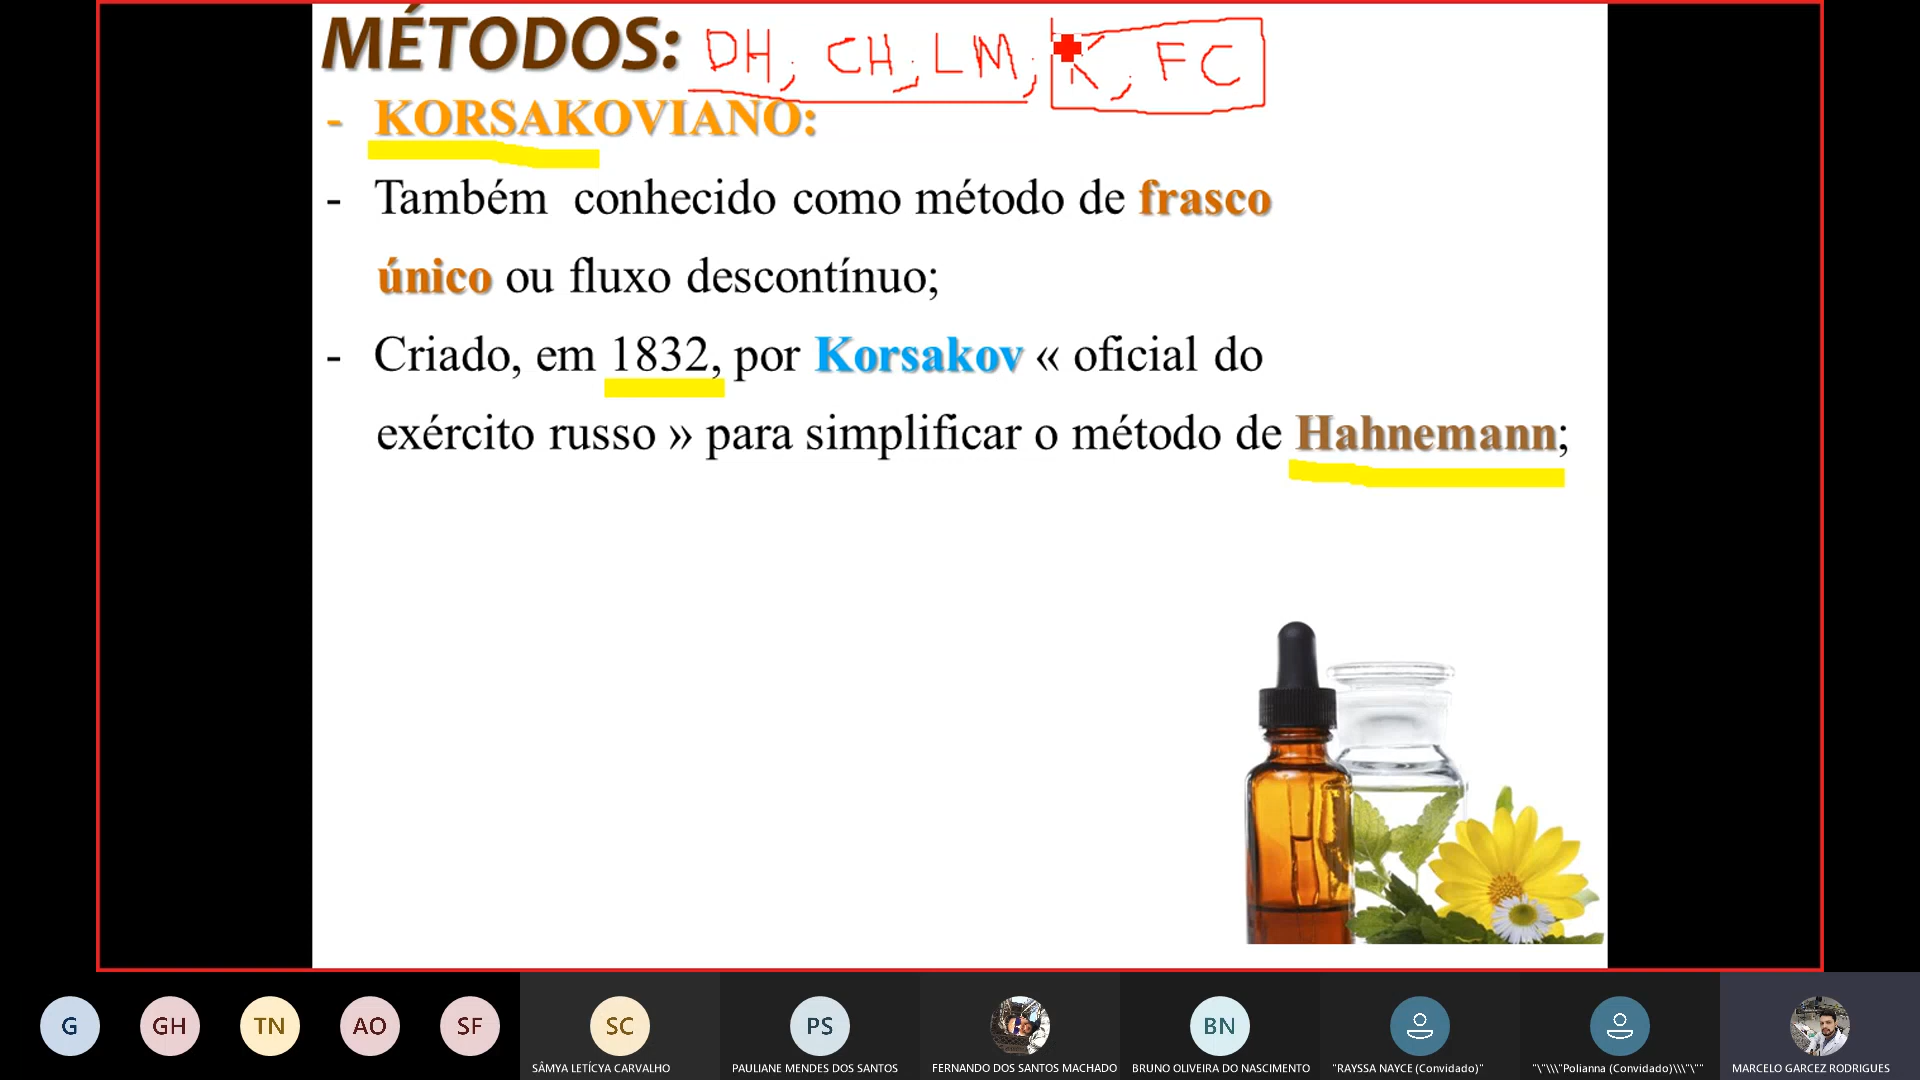 MÉTODOS: DH; CH; LM; K; FC
- KORSAKOVIANO:
- Também conhecido como método de frasco
único ou fluxo descontínuo;
- Criado, em 1832, por Korsakov « oficial do
exército russo » para simplificar o método de Hahnemann;
G GH TN AO SF SC PS BN
SÂMYA LETÍCYA CARVALHO PAULIANE MENDES DOS SANTOS FERNANDO DOS SANTOS MACHADO BRUNO OLIVEIRA DO NASCIMENTO "RAYSSA NAYCE (Convidado)" "\"\\\"Polianna (Convidado)\\\"\"" MARCELO GARCEZ RODRIGUES